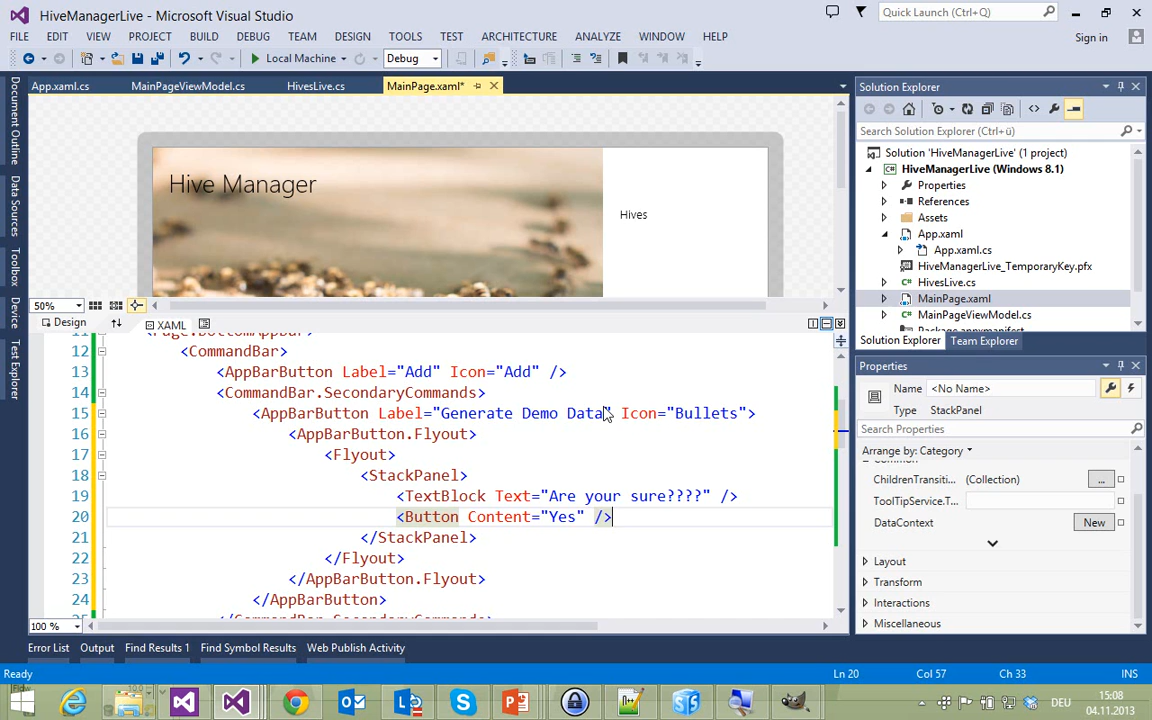 HiveManagerLive - Microsoft Visual Studio
Quick Launch (Ctrl+Q)
FILE EDIT VIEW PROJECT BUILD DEBUG TEAM DESIGN TOOLS TEST ARCHITECTURE ANALYZE WINDOW HELP
Sign in
Local Machine Debug
App.xaml.cs MainPageViewModel.cs HivesLive.cs MainPage.xaml*
Document Outline
Data Sources
Toolbox
Device
Test Explorer
Hive Manager
Hives
50%
Design XAML
12 <CommandBar>
13 <AppBarButton Label="Add" Icon="Add" />
14 <CommandBar.SecondaryCommands>
15 <AppBarButton Label="Generate Demo Data" Icon="Bullets">
16 <AppBarButton.Flyout>
17 <Flyout>
18 <StackPanel>
19 <TextBlock Text="Are your sure????" />
20 <Button Content="Yes" />
21 </StackPanel>
22 </Flyout>
23 </AppBarButton.Flyout>
24 </AppBarButton>
100 %
Solution Explorer
Search Solution Explorer (Ctrl+ü)
Solution 'HiveManagerLive' (1 project)
HiveManagerLive (Windows 8.1)
Properties
References
Assets
App.xaml
App.xaml.cs
HiveManagerLive_TemporaryKey.pfx
HivesLive.cs
MainPage.xaml
MainPageViewModel.cs
Solution Explorer Team Explorer
Properties
Name <No Name>
Type StackPanel
Search Properties
Arrange by: Category
ChildrenTransiti... (Collection) ...
ToolTipService.T...
DataContext New
Layout
Transform
Interactions
Miscellaneous
Error List Output Find Results 1 Find Symbol Results Web Publish Activity
Ready Ln 20 Col 57 Ch 33 INS
DEU
15:08
04.11.2013